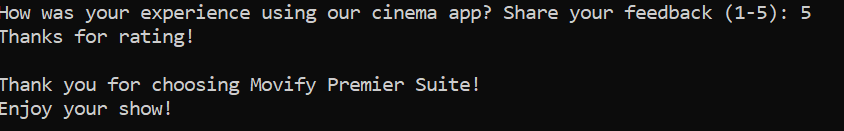 How was your experience using our cinema app? Share your feedback (1-5): 5
Thanks for rating!
Thank you for choosing Movify Premier Suite!
Enjoy your show!